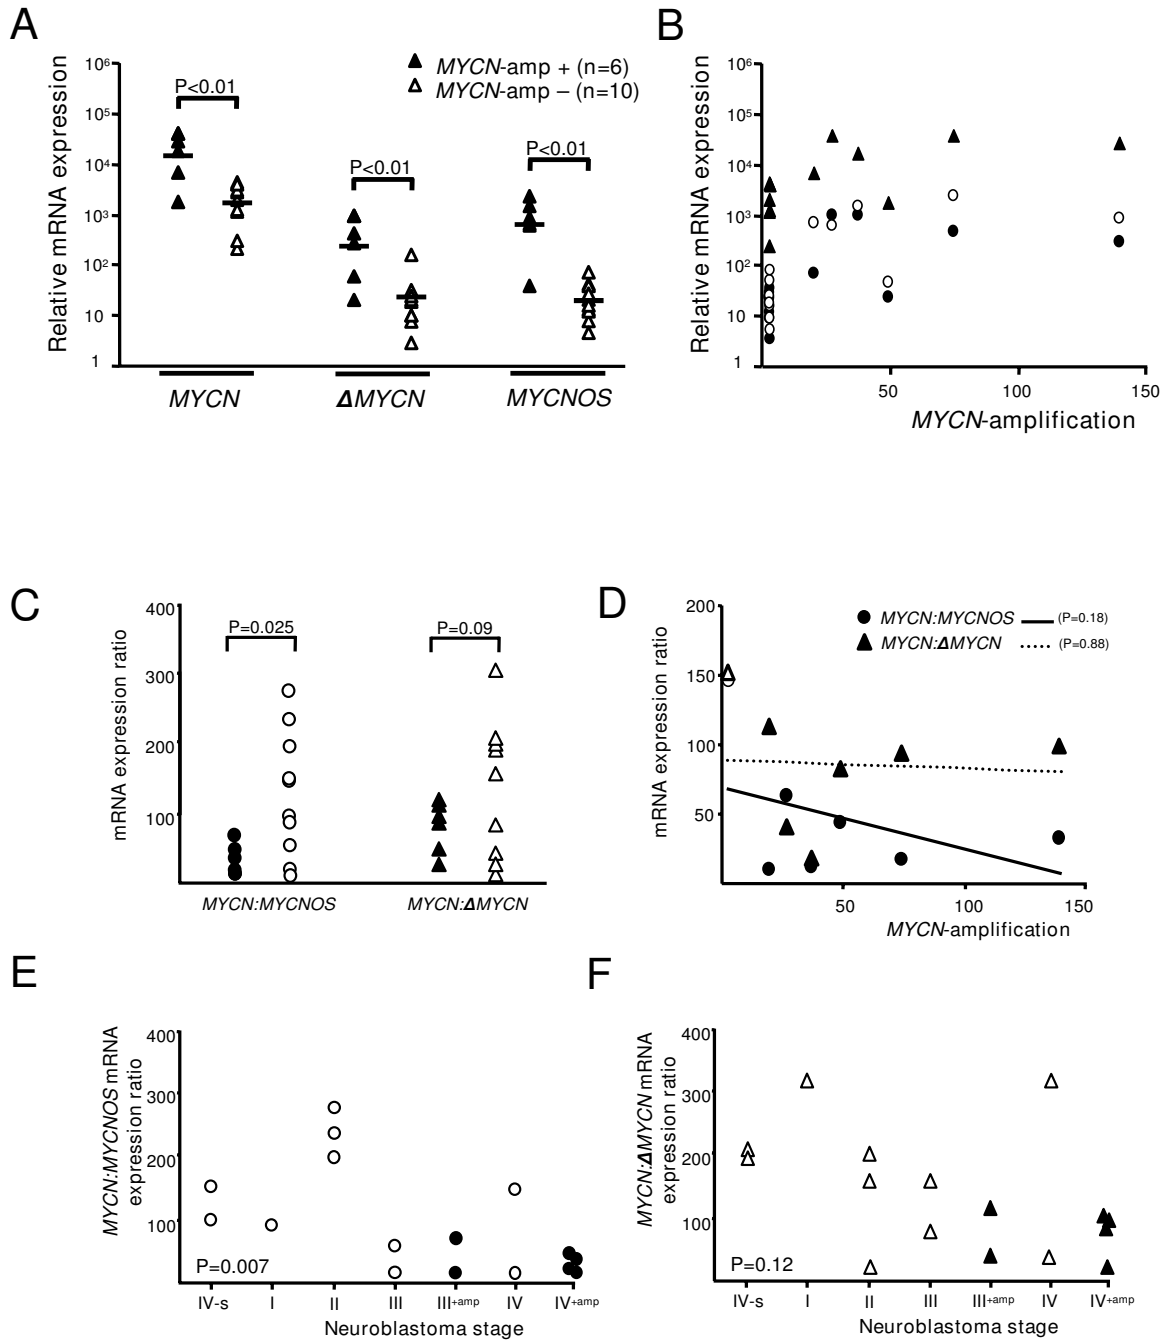 A
Relative mRNA expression
10⁶
10⁵
10⁴
10³
10²
10
1
MYCN-amp + (n=6)
MYCN-amp – (n=10)
P<0.01
P<0.01
P<0.01
MYCN
ΔMYCN
MYCNOS
B
Relative mRNA expression
10⁶
10⁵
10⁴
10³
10²
10
1
50
100
150
MYCN-amplification
C
mRNA expression ratio
400
300
200
100
P=0.025
P=0.09
MYCN:MYCNOS
MYCN:ΔMYCN
D
mRNA expression ratio
200
150
100
50
MYCN:MYCNOS
(P=0.18)
MYCN:ΔMYCN
(P=0.88)
50
100
150
MYCN-amplification
E
MYCN:MYCNOS mRNA
expression ratio
400
300
200
100
P=0.007
IV-s
I
II
III
III+amp
IV
IV+amp
Neuroblastoma stage
F
MYCN:ΔMYCN mRNA
expression ratio
400
300
200
100
P=0.12
IV-s
I
II
III
III+amp
IV
IV+amp
Neuroblastoma stage